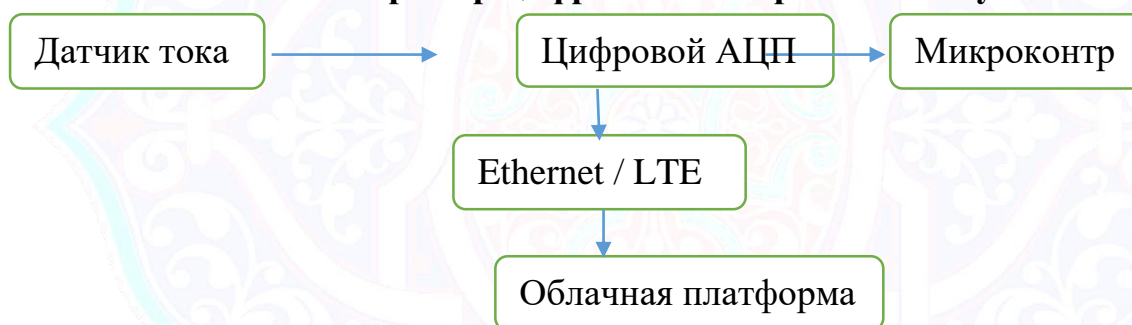 Датчик тока
Цифровой АЦП
Микроконтр
Ethernet / LTE
Облачная платформа